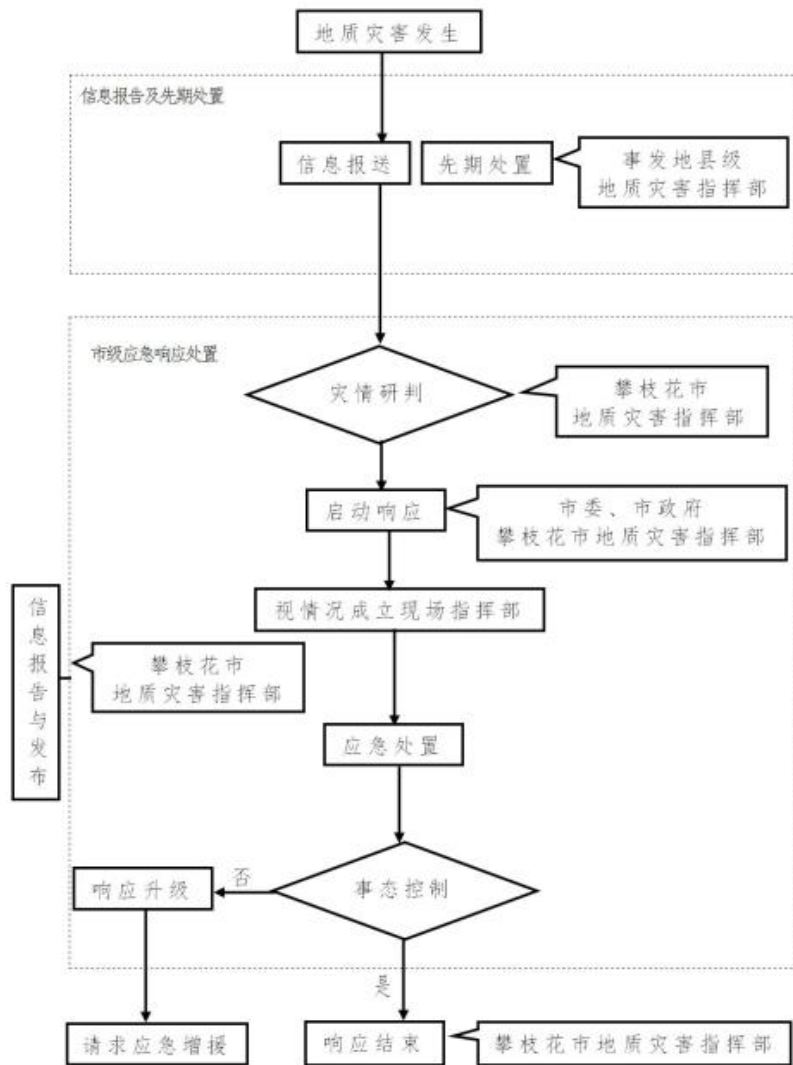 地质灾害发生
信息报告及先期处置
信息报送
先期处置
事发地县级
地质灾害指挥部
市级应急响应处置
灾情研判
攀枝花市
地质灾害指挥部
启动响应
市委、市政府
攀枝花市地质灾害指挥部
视情况成立现场指挥部
信息报告与发布
攀枝花市
地质灾害指挥部
应急处置
事态控制
否
响应升级
是
请求应急增援
响应结束
攀枝花市地质灾害指挥部